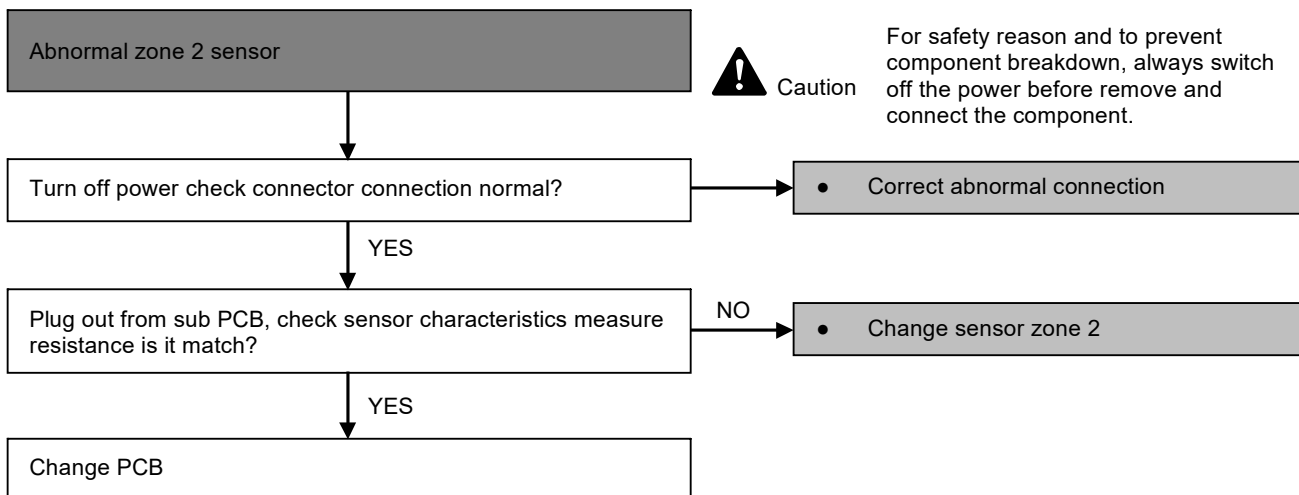 Abnormal zone 2 sensor
Caution
For safety reason and to prevent
component breakdown, always switch
off the power before remove and
connect the component.
Turn off power check connector connection normal?
● Correct abnormal connection
YES
Plug out from sub PCB, check sensor characteristics measure
resistance is it match?
NO
● Change sensor zone 2
YES
Change PCB